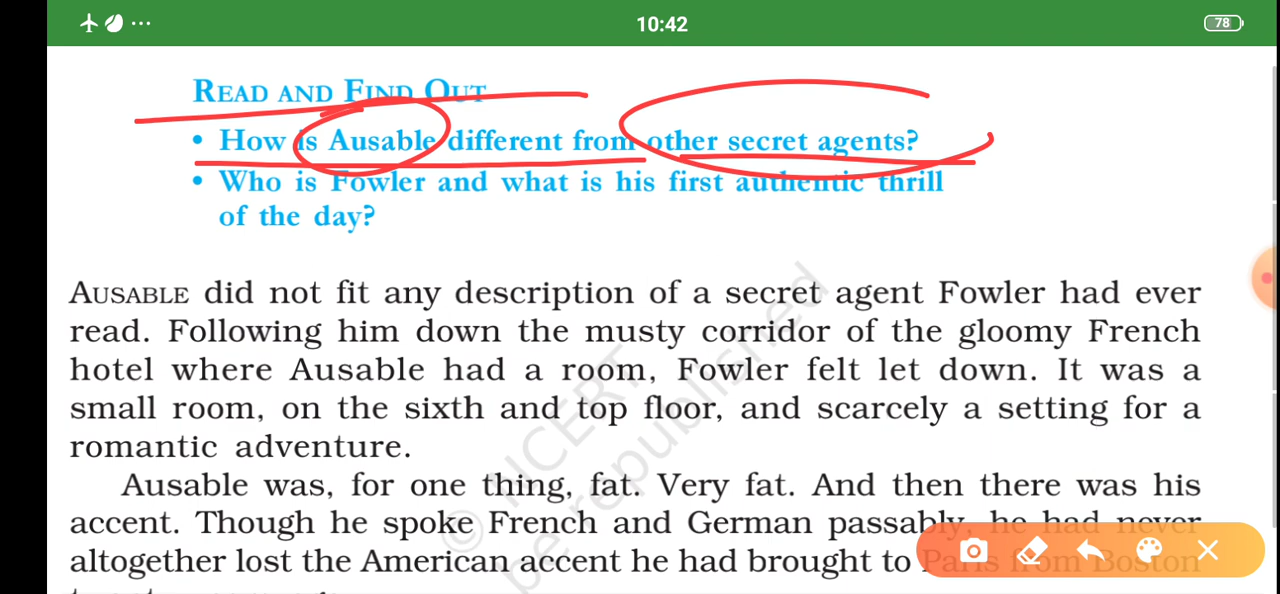 10:42
78
READ AND FIND OUT
• How is Ausable different from other secret agents?
• Who is Fowler and what is his first authentic thrill
of the day?
AUSABLE did not fit any description of a secret agent Fowler had ever
read. Following him down the musty corridor of the gloomy French
hotel where Ausable had a room, Fowler felt let down. It was a
small room, on the sixth and top floor, and scarcely a setting for a
romantic adventure.
Ausable was, for one thing, fat. Very fat. And then there was his
accent. Though he spoke French and German passably, he had never
altogether lost the American accent he had brought to Paris from Boston
© NCERT
be republished